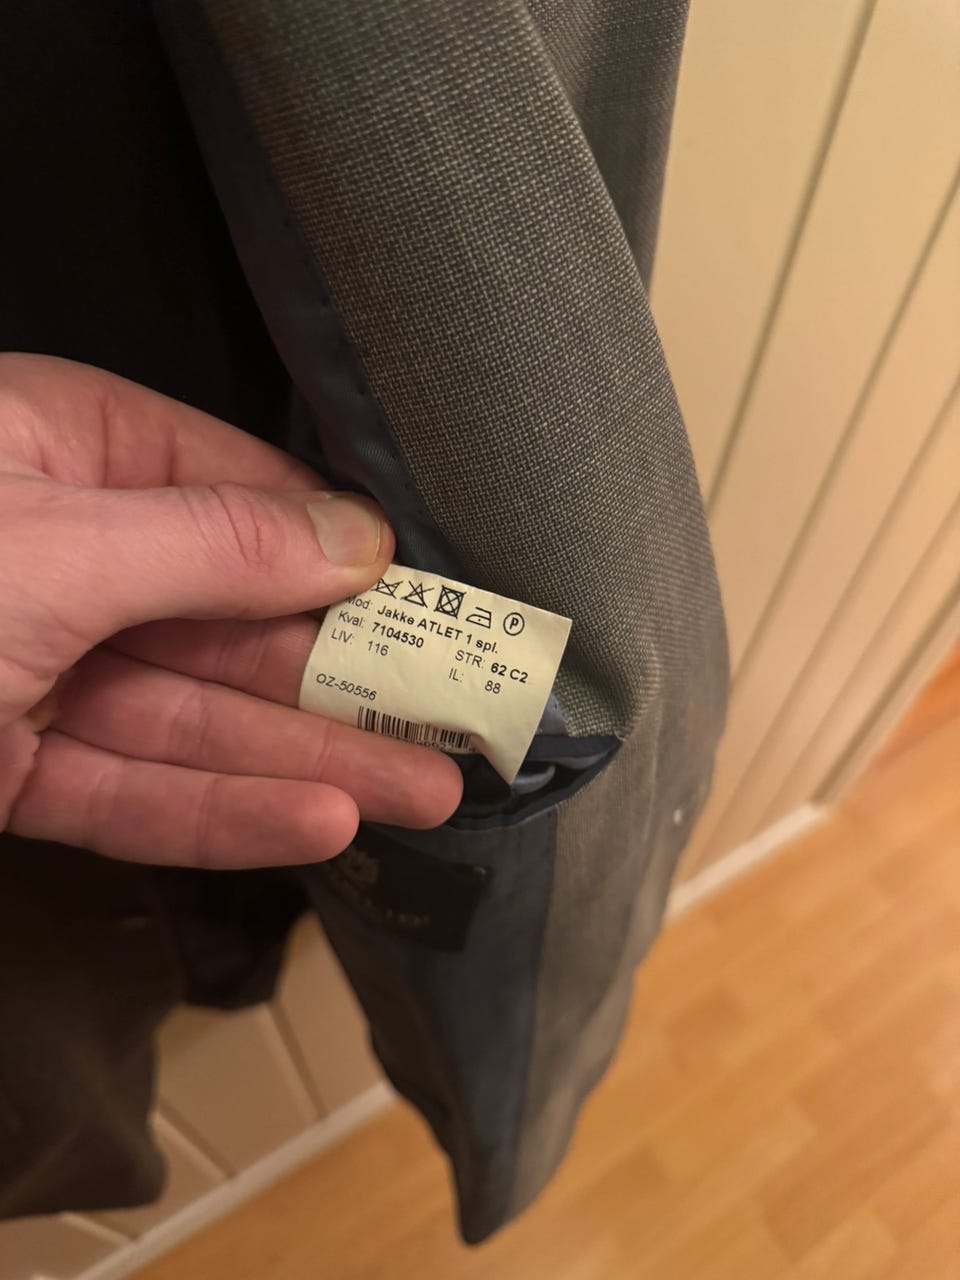 Mod: Jakke ATLET 1 spl.
Kval: 7104530 STR: 62 C2
LIV: 116 IL: 88
OZ-50556